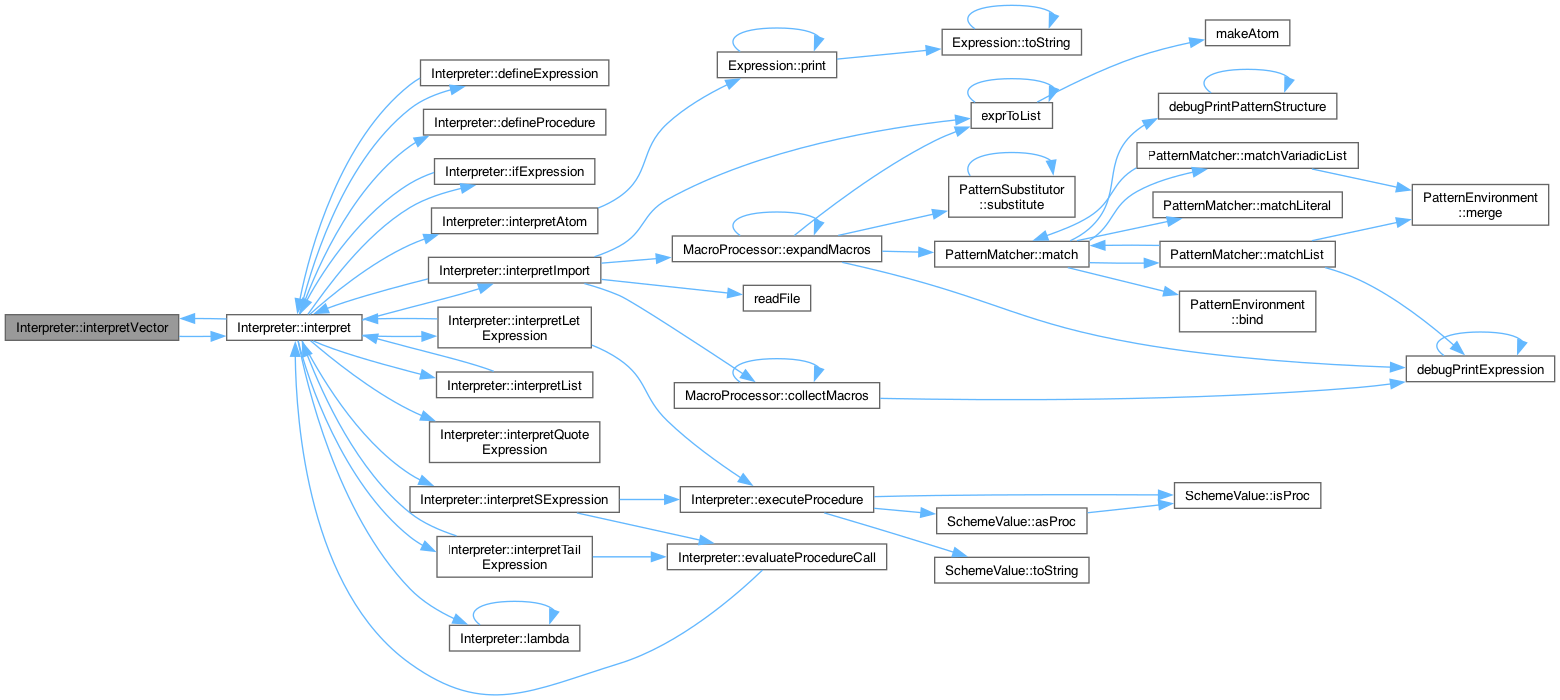 Interpreter::interpretVector
Interpreter::interpret
Interpreter::defineExpression
Interpreter::defineProcedure
Interpreter::ifExpression
Interpreter::interpretAtom
Interpreter::interpretImport
Interpreter::interpretLet
Expression
Interpreter::interpretList
Interpreter::interpretQuote
Expression
Interpreter::interpretSExpression
Interpreter::interpretTail
Expression
Interpreter::lambda
Expression::print
MacroProcessor::expandMacros
readFile
MacroProcessor::collectMacros
Interpreter::executeProcedure
Interpreter::evaluateProcedureCall
Expression::toString
exprToList
PatternSubstitutor
::substitute
PatternMatcher::match
SchemeValue::asProc
SchemeValue::toString
makeAtom
debugPrintPatternStructure
PatternMatcher::matchVariadicList
PatternMatcher::matchLiteral
PatternMatcher::matchList
PatternEnvironment
::bind
SchemeValue::isProc
PatternEnvironment
::merge
debugPrintExpression